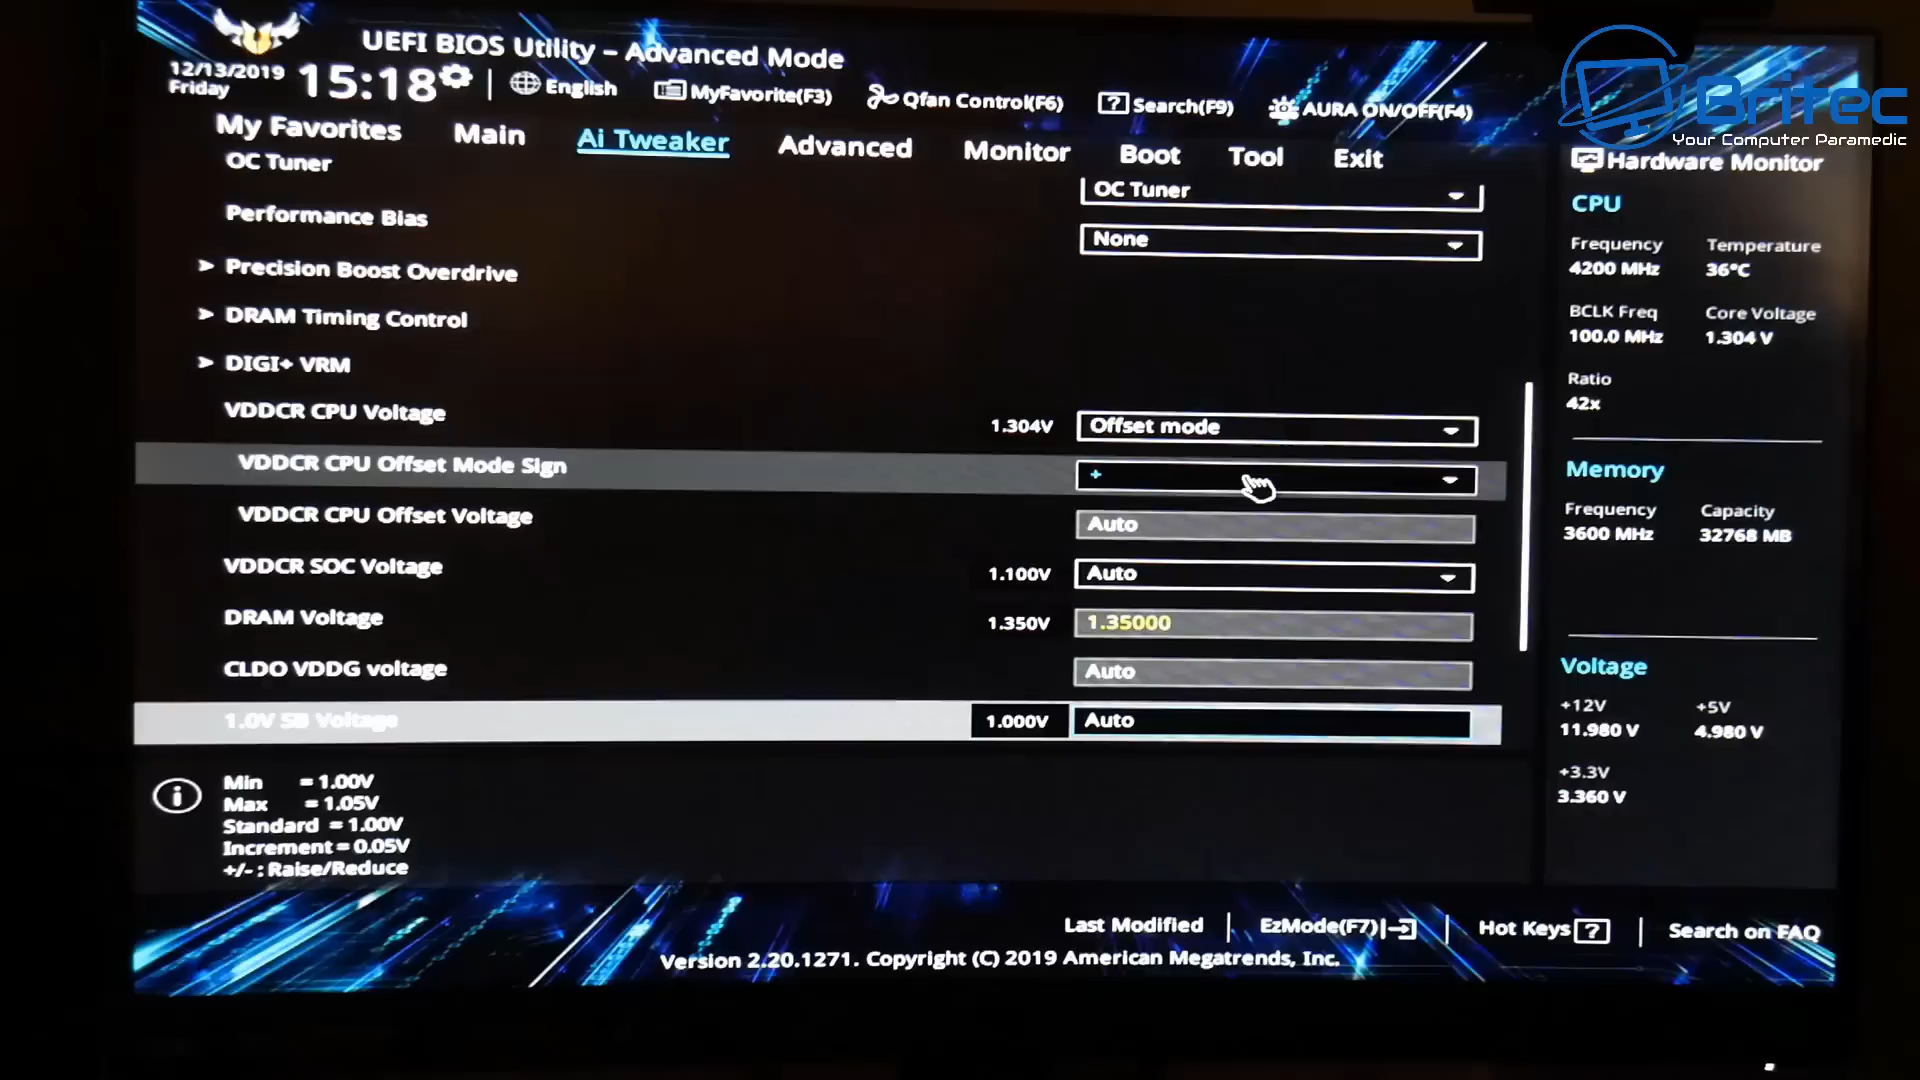 UEFI BIOS Utility – Advanced Mode
12/13/2019
Friday
15:18
English
MyFavorite(F3)
Qfan Control(F6)
Search(F9)
AURA ON/OFF(F4)
Britec
Your Computer Paramedic
My Favorites
Main
Ai Tweaker
Advanced
Monitor
Boot
Tool
Exit
Hardware Monitor
OC Tuner
OC Tuner
Performance Bias
None
> Precision Boost Overdrive
> DRAM Timing Control
> DIGI+ VRM
VDDCR CPU Voltage 1.304V Offset mode
VDDCR CPU Offset Mode Sign +
VDDCR CPU Offset Voltage Auto
VDDCR SOC Voltage 1.100V Auto
DRAM Voltage 1.350V 1.35000
CLDO VDDG voltage Auto
1.0V SB Voltage 1.000V Auto
CPU
Frequency Temperature
4200 MHz 36°C
BCLK Freq Core Voltage
100.0 MHz 1.304 V
Ratio
42x
Memory
Frequency Capacity
3600 MHz 32768 MB
Voltage
+12V +5V
11.980 V 4.980 V
+3.3V
3.360 V
Min = 1.00V
Max = 1.05V
Standard = 1.00V
Increment = 0.05V
+/- : Raise/Reduce
Last Modified
EzMode(F7)
Hot Keys ?
Search on FAQ
Version 2.20.1271. Copyright (C) 2019 American Megatrends, Inc.